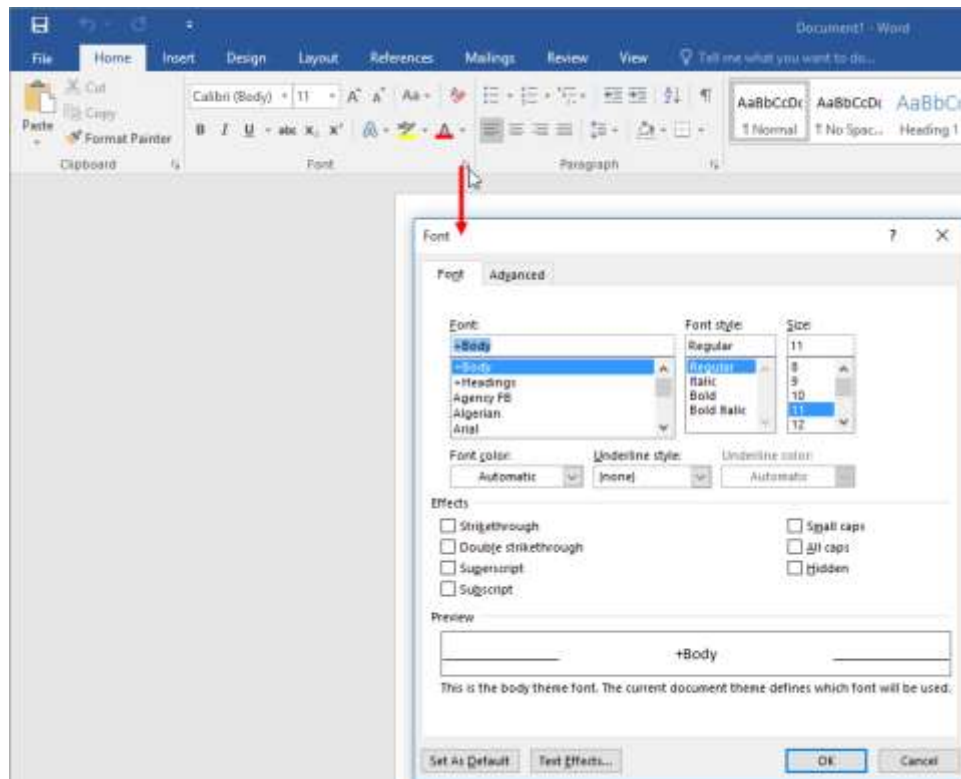 Document1 - Word
File Home Insert Design Layout References Mailings Review View Tell me what you want to do...
Cut
Copy
Paste
Format Painter
Calibri (Body) 11 A A Aa
B I U abc X₂ X² A A
AaBbCcDc AaBbCcDc AaBbCc
¶ Normal ¶ No Spac... Heading 1
Clipboard Font Paragraph
Font ? X
Font Advanced
Font: Font style: Size:
+Body Regular 11
+Body Regular 8
+Headings Italic 9
Agency FB Bold 10
Algerian Bold Italic 11
Arial 12
Font color: Underline style: Underline color:
Automatic (none) Automatic
Effects
Strikethrough Small caps
Double strikethrough All caps
Superscript Hidden
Subscript
Preview
+Body
This is the body theme font. The current document theme defines which font will be used.
Set As Default Text Effects... OK Cancel